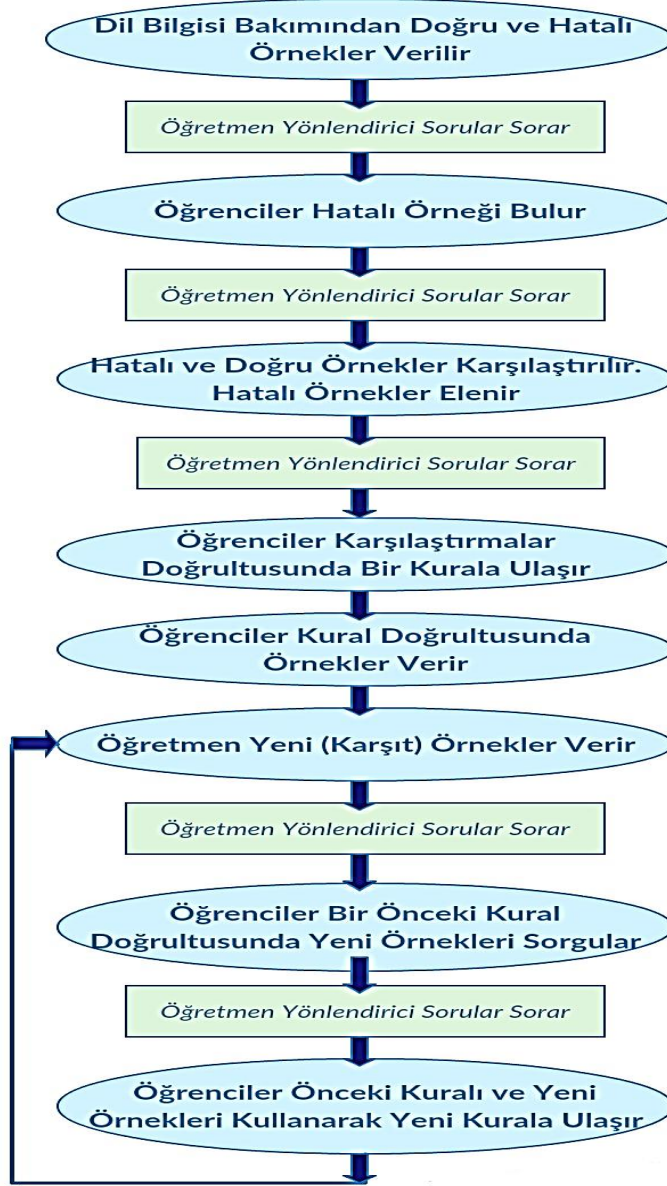 Dil Bilgisi Bakımından Doğru ve Hatalı
Örnekler Verilir
Öğretmen Yönlendirici Sorular Sorar
Öğrenciler Hatalı Örneği Bulur
Öğretmen Yönlendirici Sorular Sorar
Hatalı ve Doğru Örnekler Karşılaştırılır.
Hatalı Örnekler Elenir
Öğretmen Yönlendirici Sorular Sorar
Öğrenciler Karşılaştırmalar
Doğrultusunda Bir Kurala Ulaşır
Öğrenciler Kural Doğrultusunda
Örnekler Verir
Öğretmen Yeni (Karşıt) Örnekler Verir
Öğretmen Yönlendirici Sorular Sorar
Öğrenciler Bir Önceki Kural
Doğrultusunda Yeni Örnekleri Sorgular
Öğretmen Yönlendirici Sorular Sorar
Öğrenciler Önceki Kuralı ve Yeni
Örnekleri Kullanarak Yeni Kurala Ulaşır